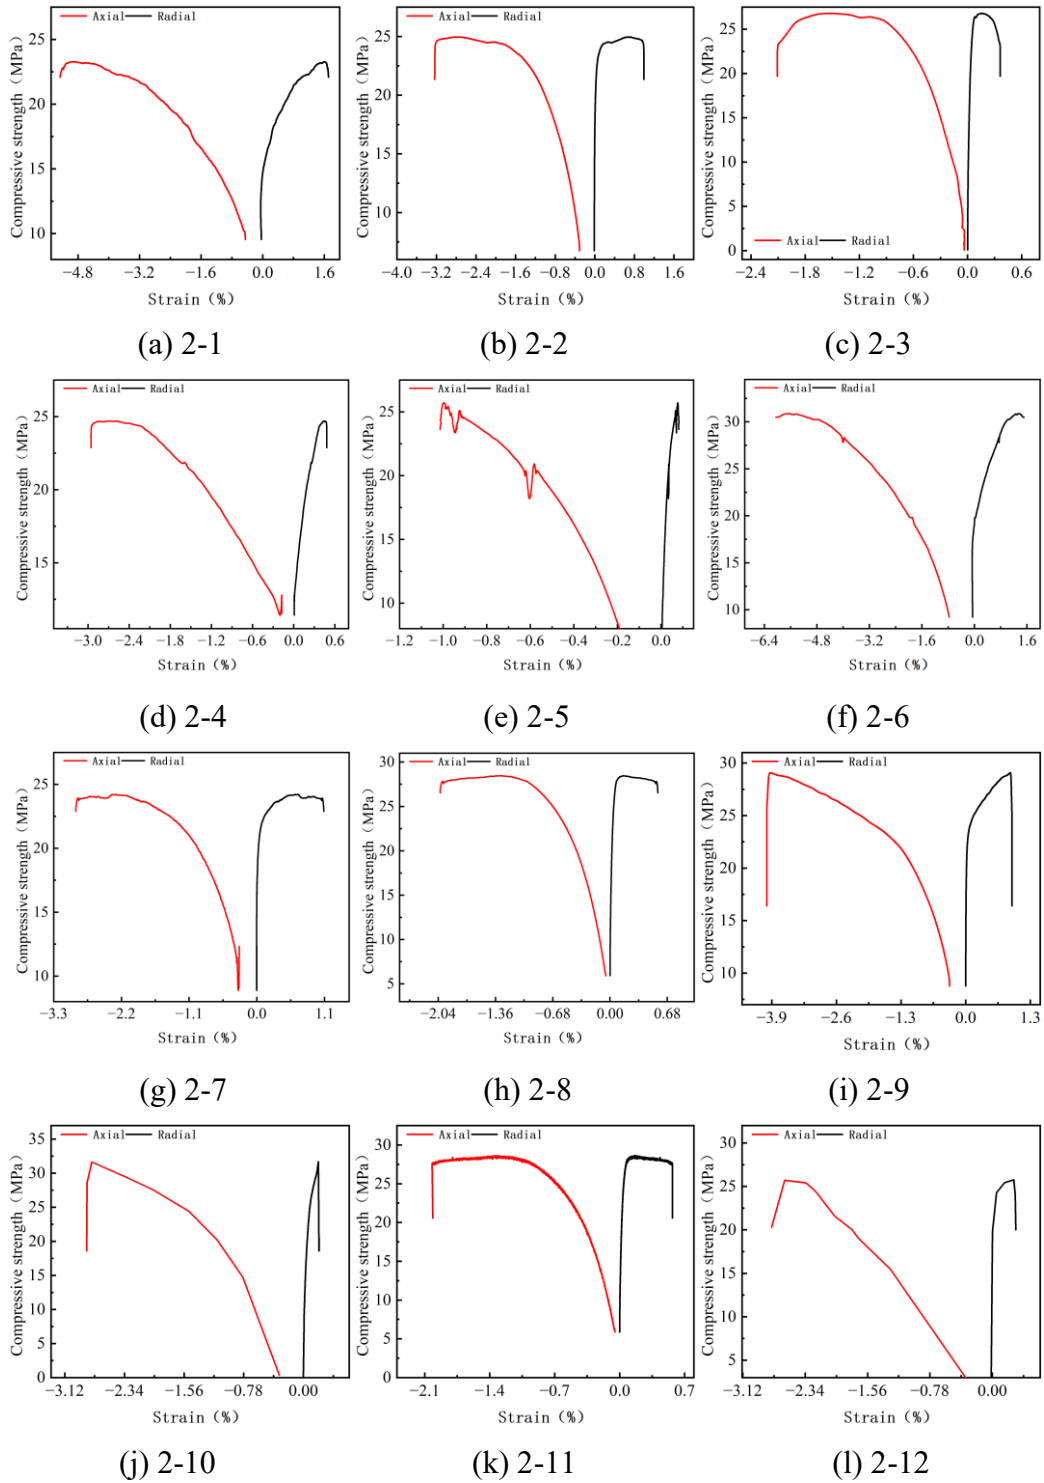 Axial Radial
Compressive strength (MPa)
25
20
15
10
−4.8 −3.2 −1.6 0.0 1.6
Strain (%)
(a) 2-1
Axial Radial
Compressive strength (MPa)
25
20
15
10
−4.0 −3.2 −2.4 −1.6 −0.8 0.0 0.8 1.6
Strain (%)
(b) 2-2
Compressive strength (MPa)
25
20
15
10
5
0
Axial Radial
−2.4 −1.8 −1.2 −0.6 0.0 0.6
Strain (%)
(c) 2-3
Axial Radial
Compressive strength (MPa)
25
20
15
−3.0 −2.4 −1.8 −1.2 −0.6 0.0 0.6
Strain (%)
(d) 2-4
Axial Radial
Compressive strength (MPa)
25
20
15
10
−1.2 −1.0 −0.8 −0.6 −0.4 −0.2 0.0
Strain (%)
(e) 2-5
Axial Radial
Compressive strength (MPa)
30
25
20
15
10
−6.4 −4.8 −3.2 −1.6 0.0 1.6
Strain (%)
(f) 2-6
Axial Radial
Compressive strength (MPa)
25
20
15
10
−3.3 −2.2 −1.1 0.0 1.1
Strain (%)
(g) 2-7
Axial Radial
Compressive strength (MPa)
30
25
20
15
10
5
−2.04 −1.36 −0.68 0.00 0.68
Strain (%)
(h) 2-8
Axial Radial
Compressive strength (MPa)
30
25
20
15
10
−3.9 −2.6 −1.3 0.0 1.3
Strain (%)
(i) 2-9
Axial Radial
Compressive strength (MPa)
35
30
25
20
15
10
5
0
−3.12 −2.34 −1.56 −0.78 0.00
Strain (%)
(j) 2-10
Axial Radial
Compressive strength (MPa)
30
25
20
15
10
5
0
−2.1 −1.4 −0.7 0.0 0.7
Strain (%)
(k) 2-11
Axial Radial
Compressive strength (MPa)
30
25
20
15
10
5
−3.12 −2.34 −1.56 −0.78 0.00
Strain (%)
(l) 2-12